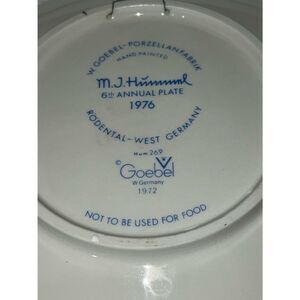 W. GOEBEL-PORZELLANFABRIK
HAND PAINTED
M.J. Hummel
6th ANNUAL PLATE
1976
RODENTAL-WEST GERMANY
Hum 269
© Goebel
W. Germany
1972
NOT TO BE USED FOR FOOD